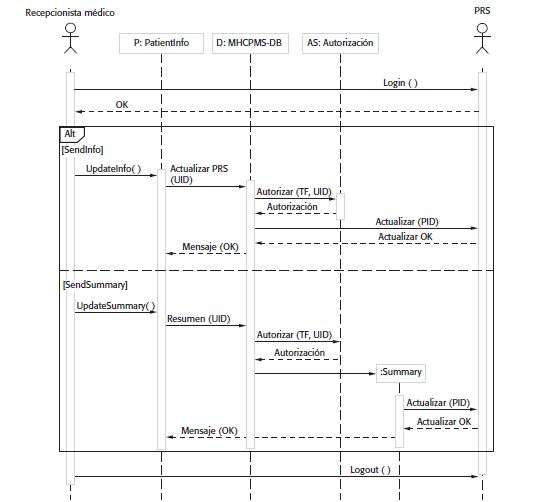 Recepcionista médico
PRS
P: PatientInfo
D: MHCPMS-DB
AS: Autorización
Login ( )
OK
Alt
[SendInfo]
UpdateInfo( )
Actualizar PRS
(UID)
Autorizar (TF, UID)
Autorización
Actualizar (PID)
Actualizar OK
Mensaje (OK)
[SendSummary]
UpdateSummary( )
Resumen (UID)
Autorizar (TF, UID)
Autorización
:Summary
Actualizar (PID)
Actualizar OK
Mensaje (OK)
Logout ( )